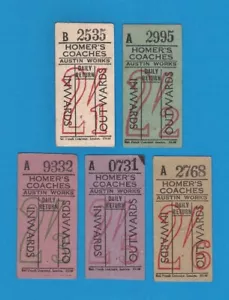 B 2535
HOMER'S
COACHES
AUSTIN WORKS
DAILY
RETURN
INWARDS
OUTWARDS
A 2995
HOMER'S
COACHES
AUSTIN WORKS
DAILY
RETURN
INWARDS
OUTWARDS
A 9332
HOMER'S
COACHES
AUSTIN WORKS
DAILY
RETURN
INWARDS
OUTWARDS
A 0731
HOMER'S
COACHES
AUSTIN WORKS
DAILY
RETURN
INWARDS
OUTWARDS
A 2768
HOMER'S
COACHES
AUSTIN WORKS
DAILY
RETURN
INWARDS
OUTWARDS